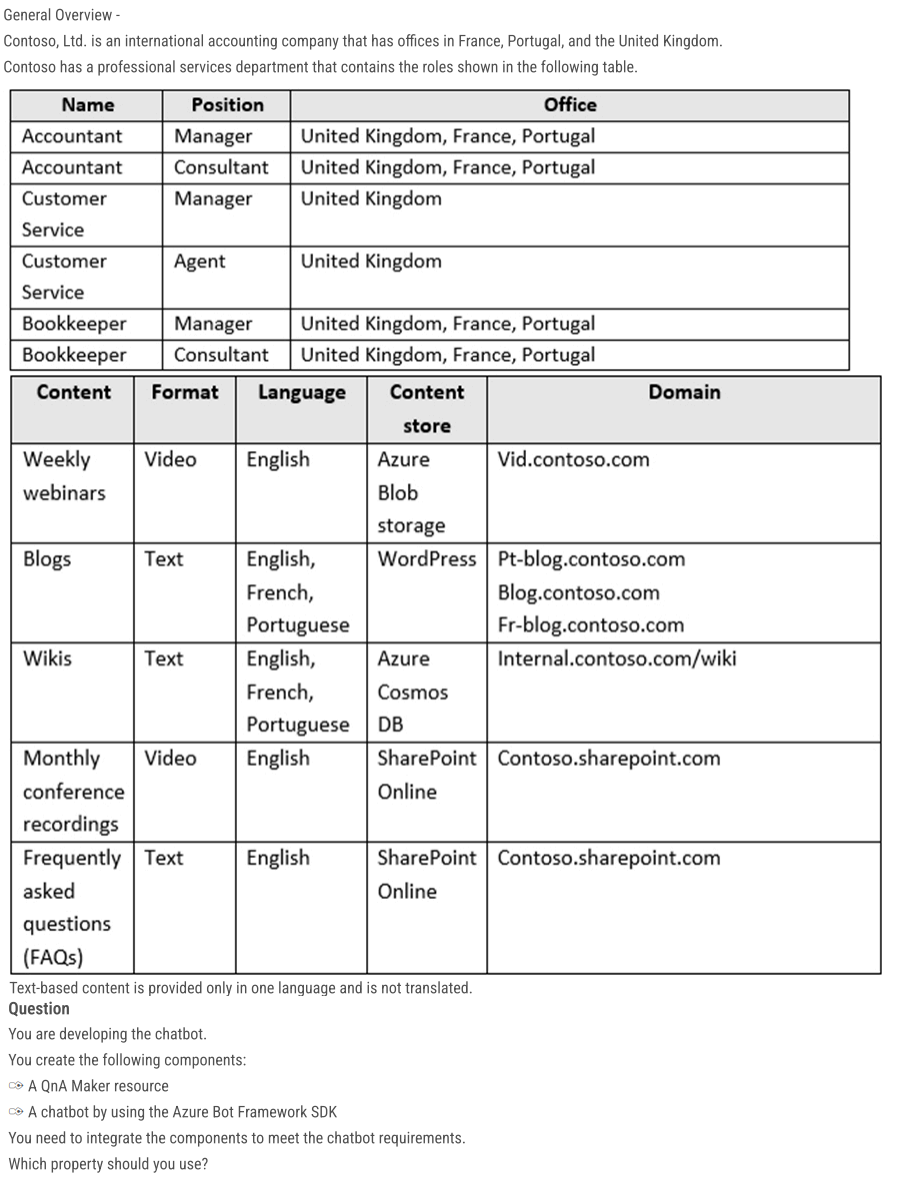 General Overview -
Contoso, Ltd. is an international accounting company that has offices in France, Portugal, and the United Kingdom.
Contoso has a professional services department that contains the roles shown in the following table.
Name Position Office
Accountant Manager United Kingdom, France, Portugal
Accountant Consultant United Kingdom, France, Portugal
Customer Manager United Kingdom
Service
Customer Agent United Kingdom
Service
Bookkeeper Manager United Kingdom, France, Portugal
Bookkeeper Consultant United Kingdom, France, Portugal
Content Format Language Content Domain
store
Weekly Video English Azure Vid.contoso.com
webinars Blob
storage
Blogs Text English, WordPress Pt-blog.contoso.com
French, Blog.contoso.com
Portuguese Fr-blog.contoso.com
Wikis Text English, Azure Internal.contoso.com/wiki
French, Cosmos
Portuguese DB
Monthly Video English SharePoint Contoso.sharepoint.com
conference Online
recordings
Frequently Text English SharePoint Contoso.sharepoint.com
asked Online
questions
(FAQs)
Text-based content is provided only in one language and is not translated.
Question
You are developing the chatbot.
You create the following components:
A QnA Maker resource
A chatbot by using the Azure Bot Framework SDK
You need to integrate the components to meet the chatbot requirements.
Which property should you use?